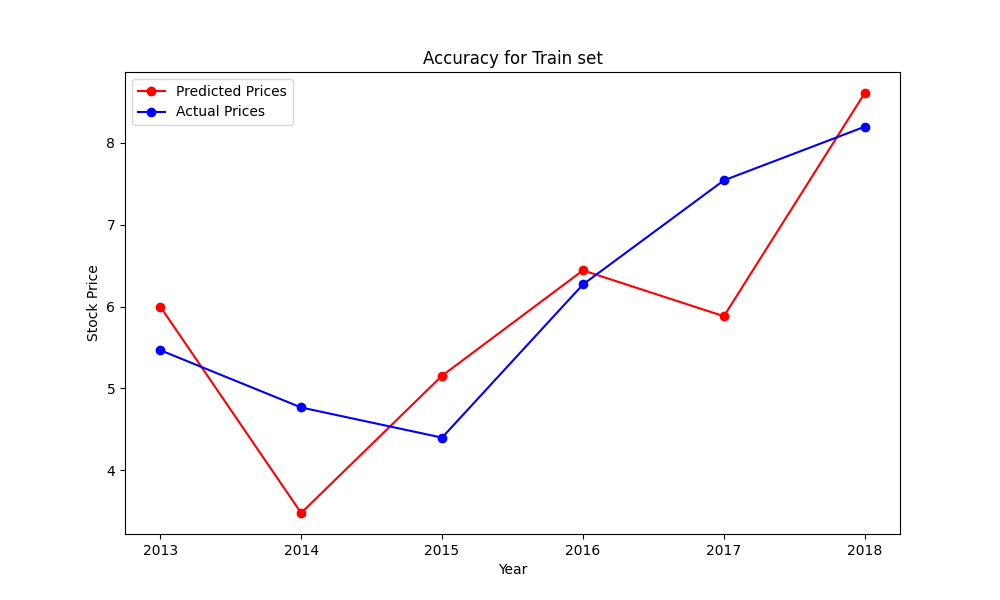 Accuracy for Train set
Predicted Prices
Actual Prices
8
7
6
5
4
Stock Price
2013 2014 2015 2016 2017 2018
Year